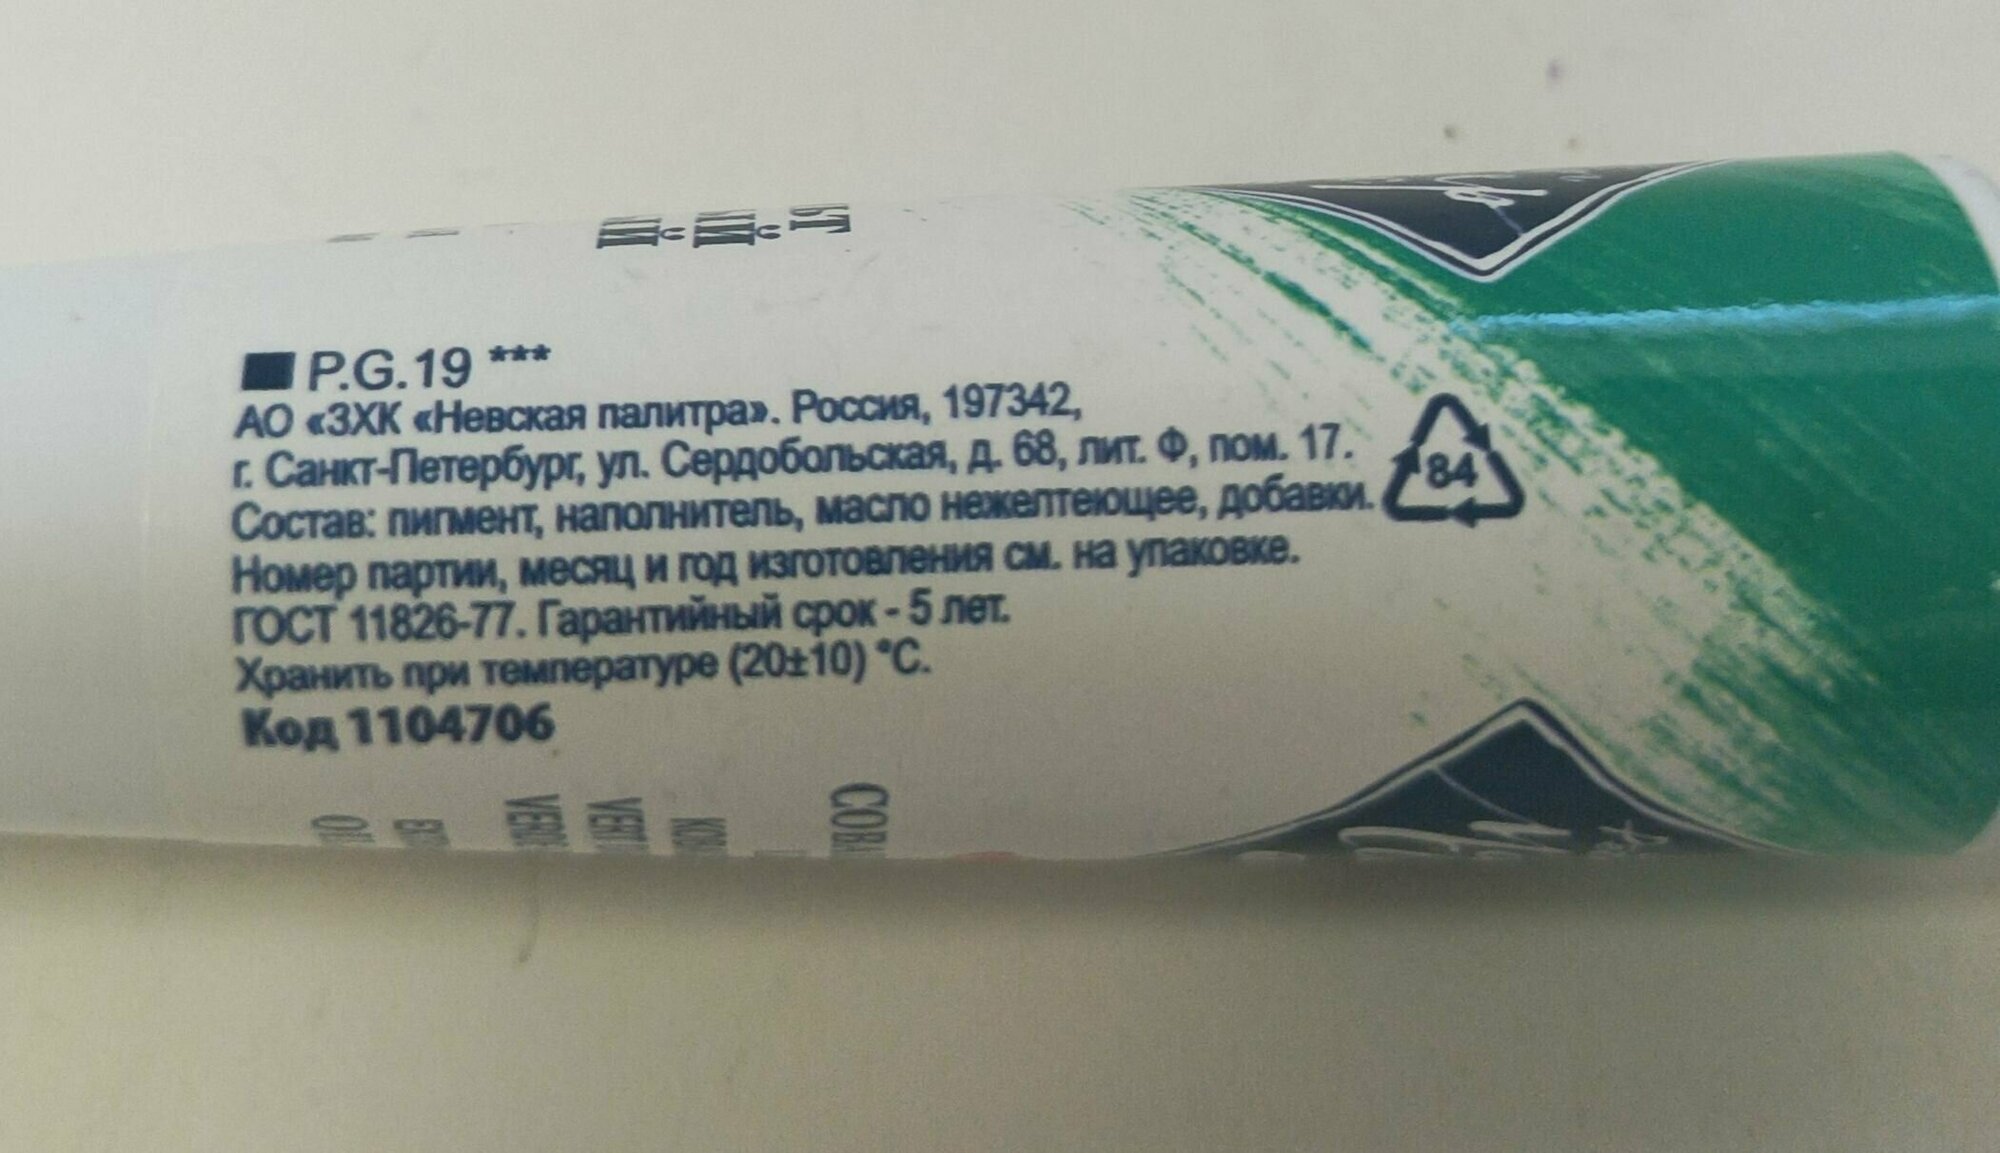 P.G.19 ***
АО «ЗХК «Невская палитра». Россия, 197342,
г. Санкт-Петербург, ул. Сердобольская, д. 68, лит. Ф, пом. 17.
Состав: пигмент, наполнитель, масло нежелтеющее, добавки.
84
Номер партии, месяц и год изготовления см. на упаковке.
ГОСТ 11826-77. Гарантийный срок - 5 лет.
Хранить при температуре (20±10) °С.
Код 1104706